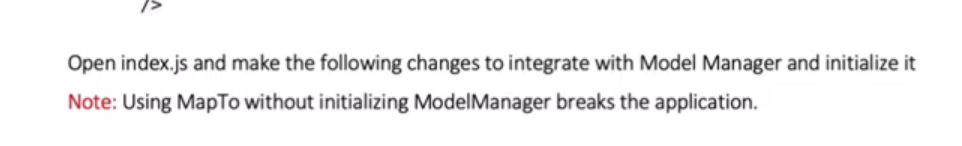 />
Open index.js and make the following changes to integrate with Model Manager and initialize it
Note: Using MapTo without initializing ModelManager breaks the application.